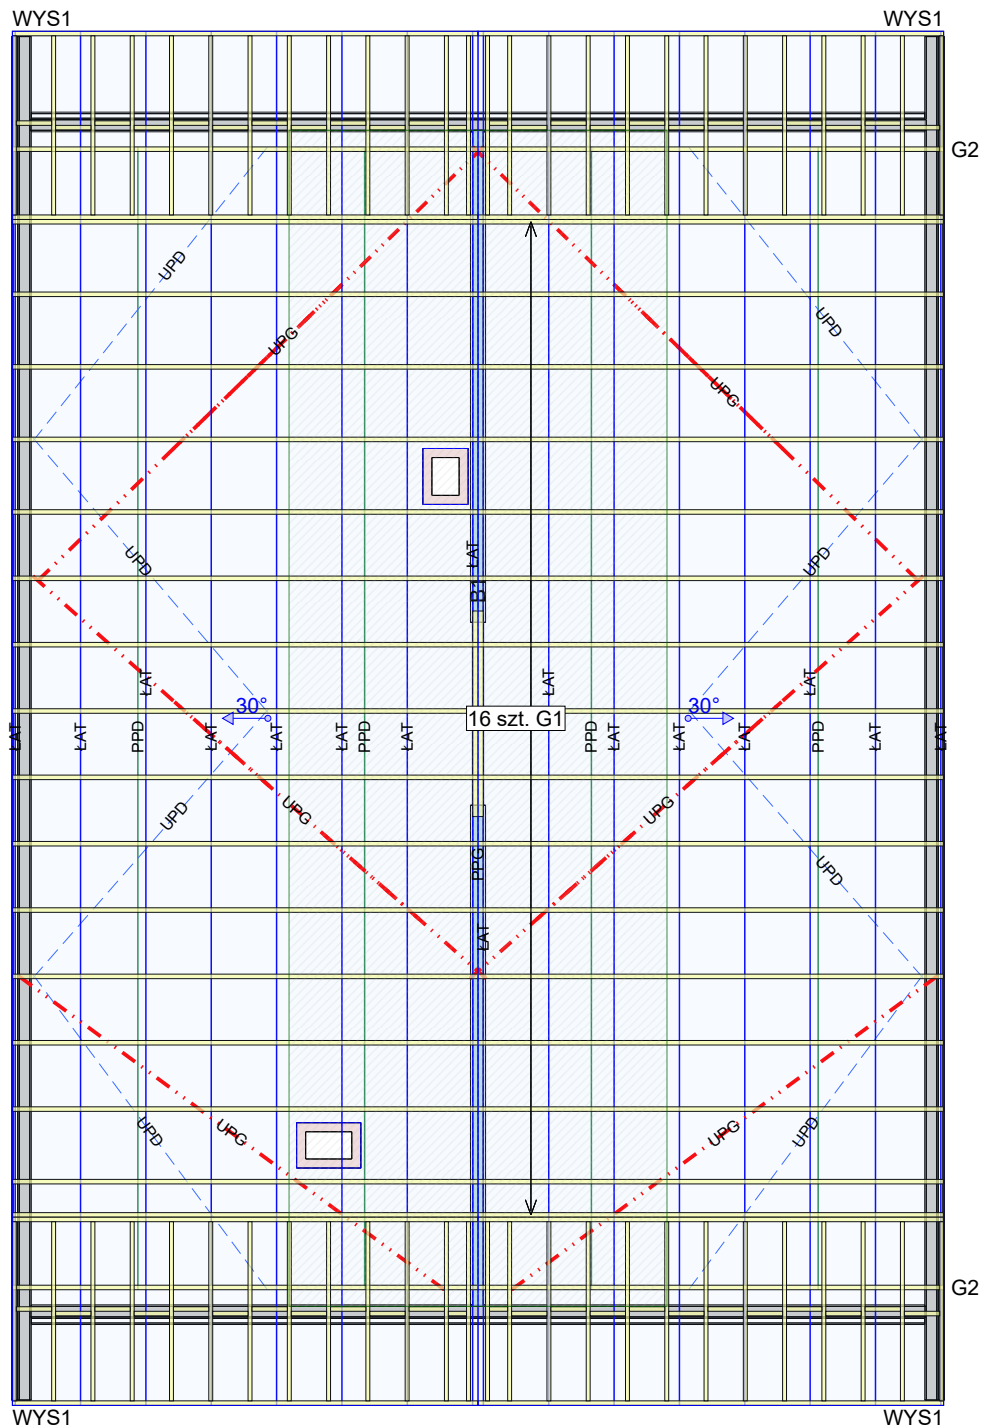 WYS1
WYS1
G2
UPD
UPD
UPG
UPG
ŁAT
UPD
UPD
B1
ŁAT
ŁAT
ŁAT
30°
30°
16 szt. G1
ŁAT
ŁAT
PPD
ŁAT
ŁAT
ŁAT
PPD
ŁAT
PPD
ŁAT
ŁAT
ŁAT
PPD
ŁAT
ŁAT
UPD
UPG
UPG
PPG
UPD
ŁAT
UPD
UPG
UPG
UPD
G2
WYS1
WYS1